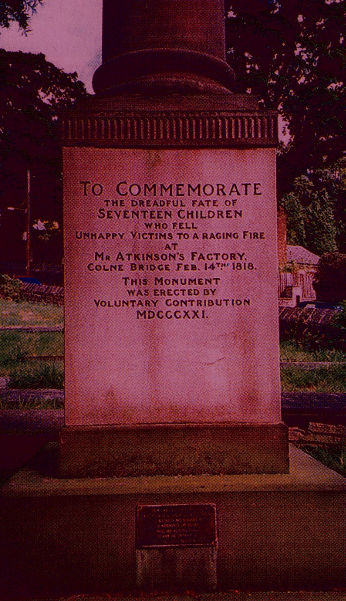 TO COMMEMORATE
THE DREADFUL FATE OF
SEVENTEEN CHILDREN
WHO FELL
UNHAPPY VICTIMS TO A RAGING FIRE
AT
MR ATKINSON'S FACTORY,
COLNE BRIDGE FEB. 14TH 1818.
THIS MONUMENT
WAS ERECTED BY
VOLUNTARY CONTRIBUTION
MDCCCXXI.